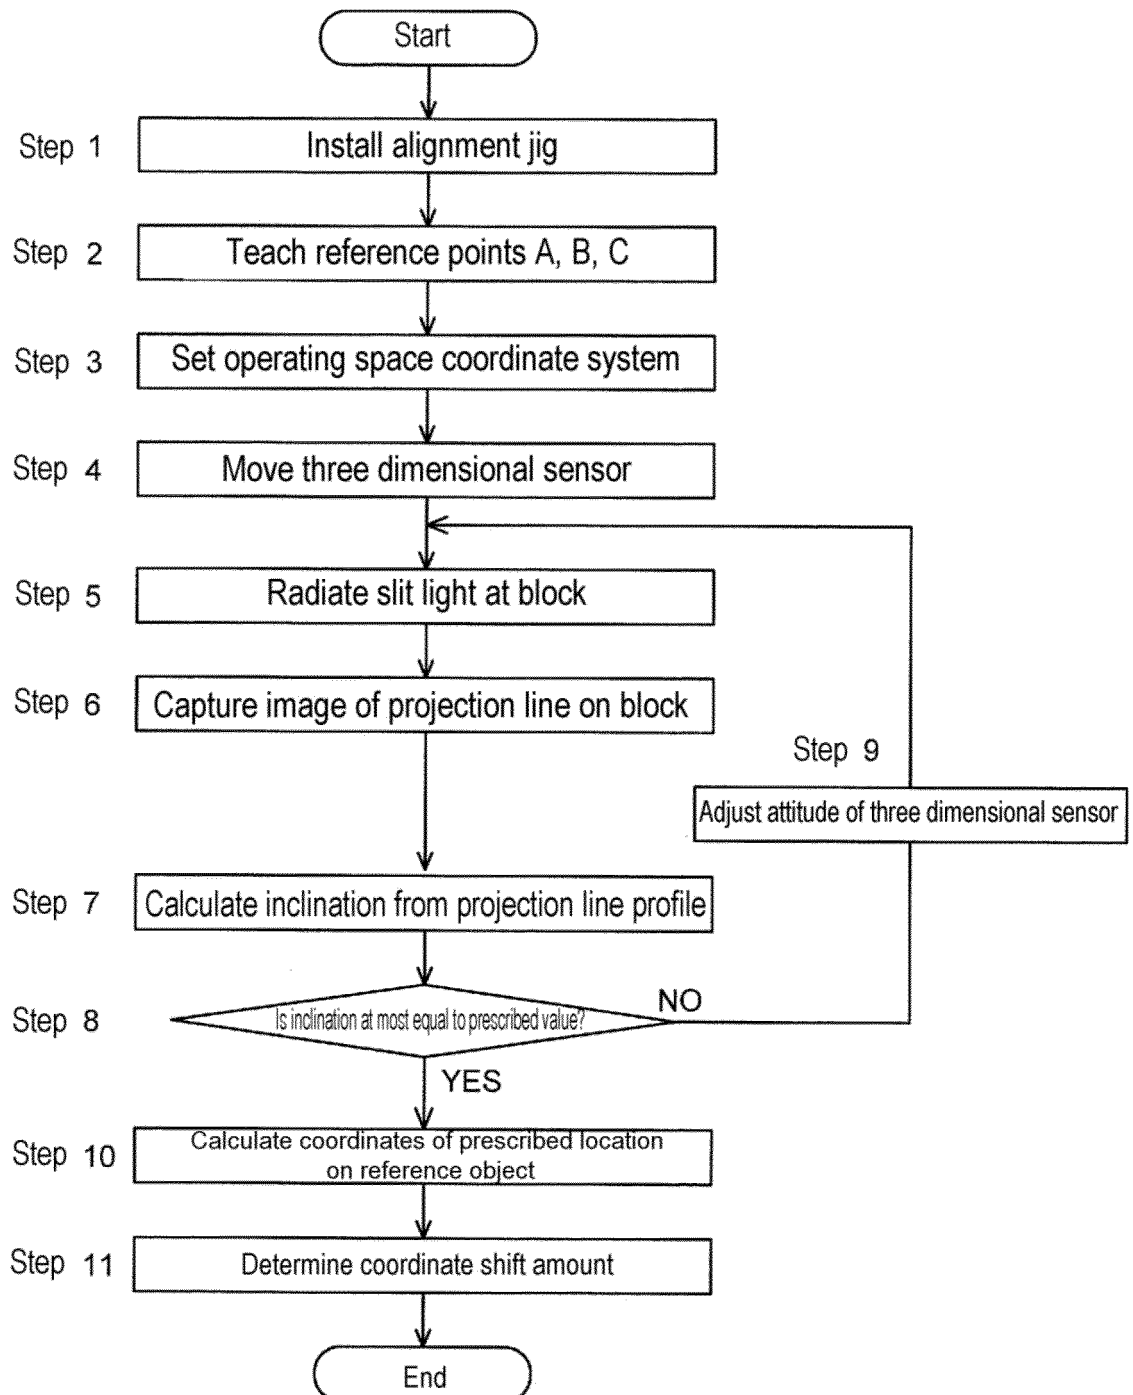 Start
Step 1
Install alignment jig
Step 2
Teach reference points A, B, C
Step 3
Set operating space coordinate system
Step 4
Move three dimensional sensor
Step 5
Radiate slit light at block
Step 6
Capture image of projection line on block
Step 9
Adjust attitude of three dimensional sensor
Step 7
Calculate inclination from projection line profile
Step 8
Is inclination at most equal to prescribed value?
NO
YES
Step 10
Calculate coordinates of prescribed location
on reference object
Step 11
Determine coordinate shift amount
End